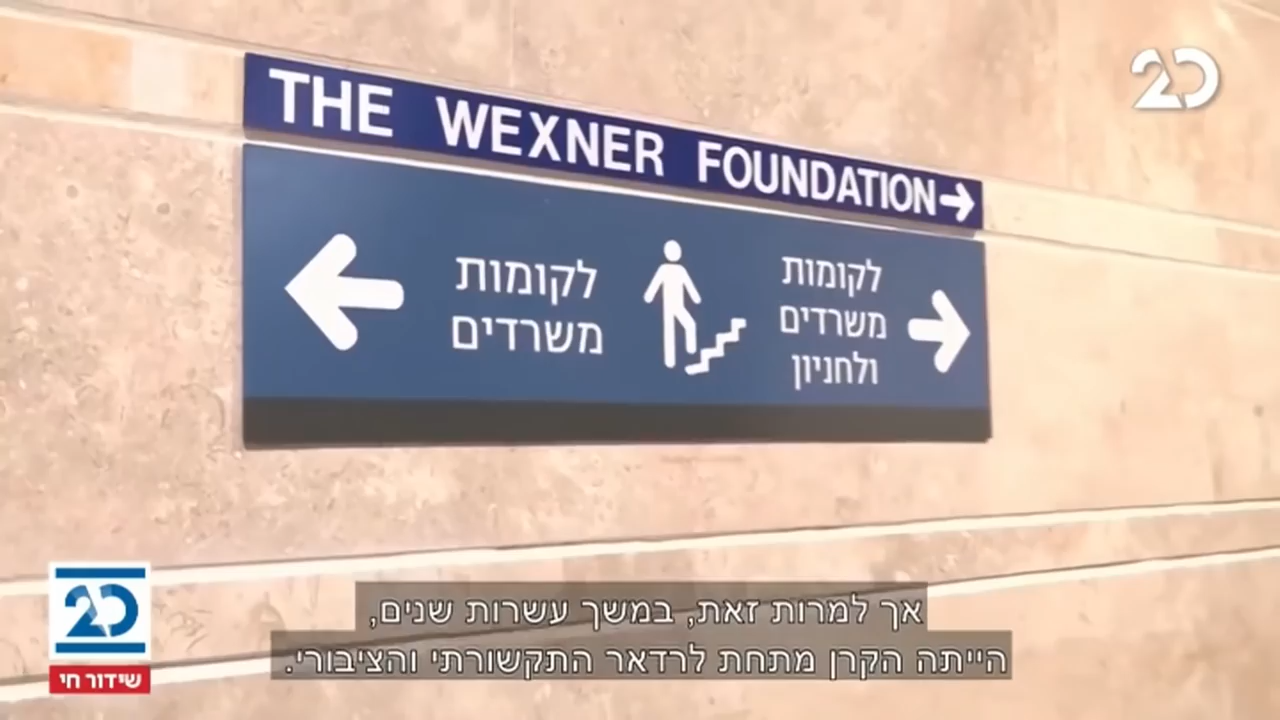 THE WEXNER FOUNDATION→
20
לקומות
משרדים
לקומות
משרדים
ולחניון
20
שידור חי
אך למרות זאת, במשך עשרות שנים,
הייתה הקרן מתחת לרדאר התקשורתי והציבורי.